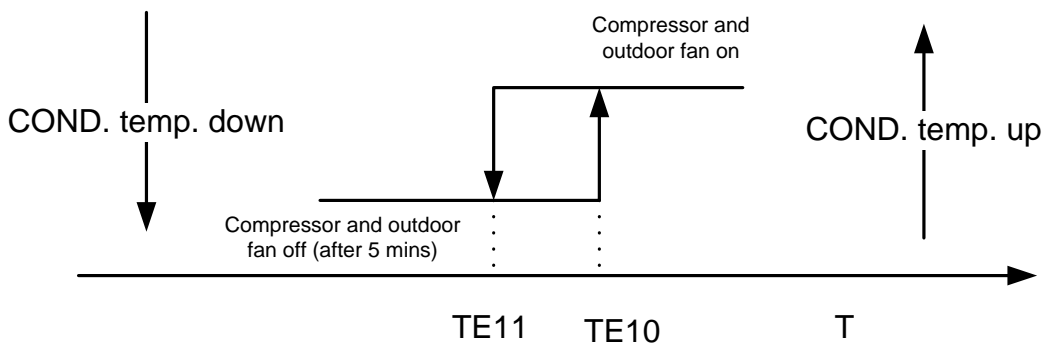 Compressor and
outdoor fan on
COND. temp. down
COND. temp. up
Compressor and outdoor
fan off (after 5 mins)
TE11
TE10
T